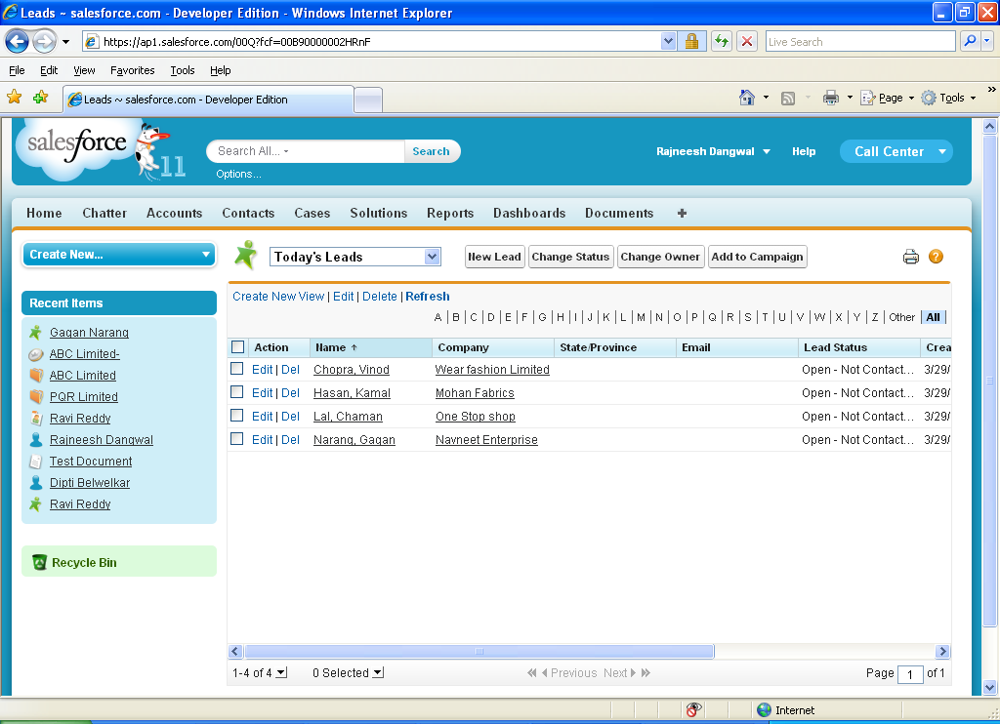 Leads ~ salesforce.com - Developer Edition - Windows Internet Explorer
https://ap1.salesforce.com/00Q?fcf=00B90000002HRnF
Live Search
File Edit View Favorites Tools Help
Leads ~ salesforce.com - Developer Edition
Page Tools »
salesforce
11
Search All...
Search
Options...
Rajneesh Dangwal
Help
Call Center
Home Chatter Accounts Contacts Cases Solutions Reports Dashboards Documents +
Create New...
Today's Leads
New Lead Change Status Change Owner Add to Campaign
?
Create New View | Edit | Delete | Refresh
A | B | C | D | E | F | G | H | I | J | K | L | M | N | O | P | Q | R | S | T | U | V | W | X | Y | Z | Other | All
Recent Items
Gagan Narang
ABC Limited-
ABC Limited
PQR Limited
Ravi Reddy
Rajneesh Dangwal
Test Document
Dipti Belwelkar
Ravi Reddy
Recycle Bin
Action Name ↑ Company State/Province Email Lead Status Crea
Edit | Del Chopra, Vinod Wear fashion Limited Open - Not Contact... 3/29/
Edit | Del Hasan, Kamal Mohan Fabrics Open - Not Contact... 3/29/
Edit | Del Lal, Chaman One Stop shop Open - Not Contact... 3/29/
Edit | Del Narang, Gagan Navneet Enterprise Open - Not Contact... 3/29/
1-4 of 4 0 Selected Previous Next Page 1 of 1
Internet